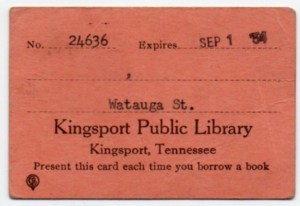 No. 24636 Expires SEP 1 '84
Watauga St.
Kingsport Public Library
Kingsport, Tennessee
Present this card each time you borrow a book